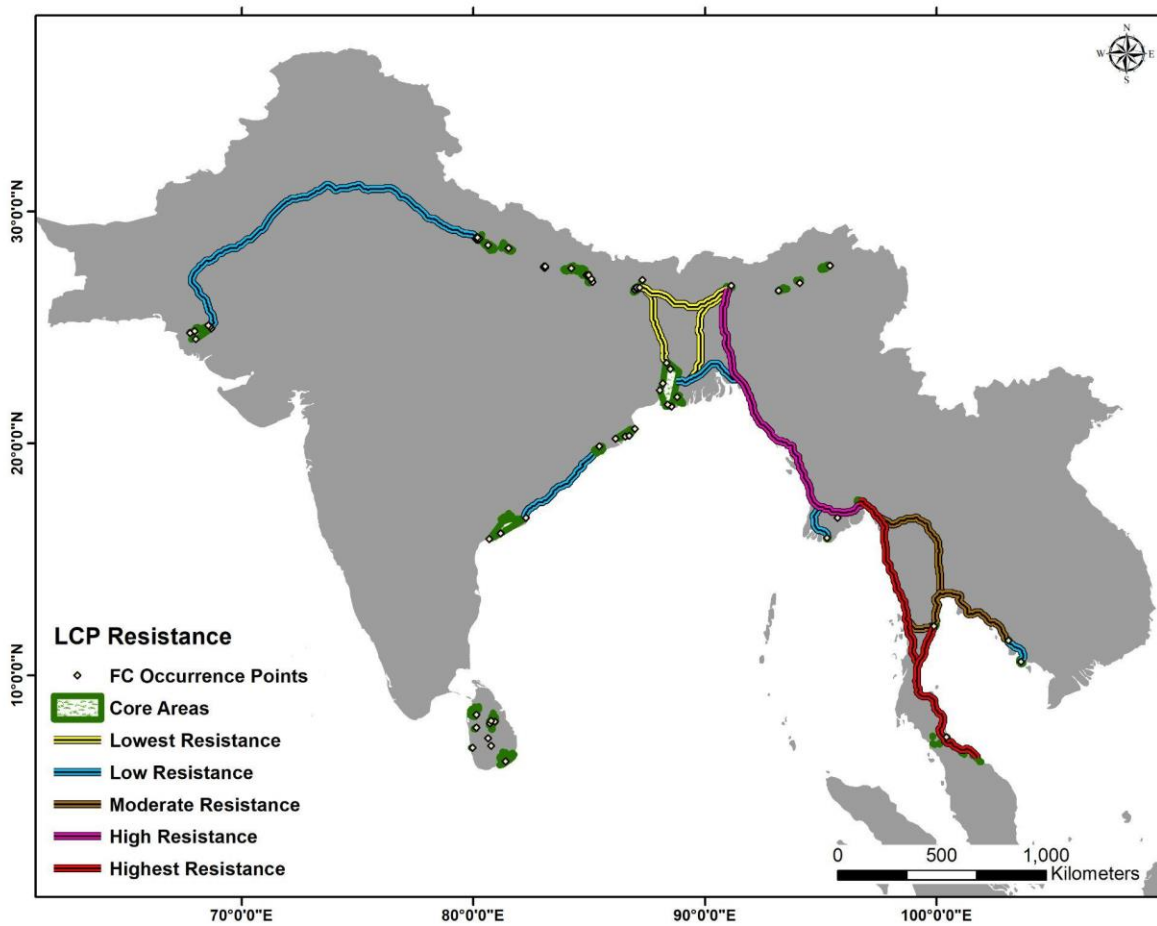 N
W E
S
30°0'0"N
20°0'0"N
10°0'0"N
LCP Resistance
FC Occurrence Points
Core Areas
Lowest Resistance
Low Resistance
Moderate Resistance
High Resistance
Highest Resistance
0 500 1,000
Kilometers
70°0'0"E 80°0'0"E 90°0'0"E 100°0'0"E